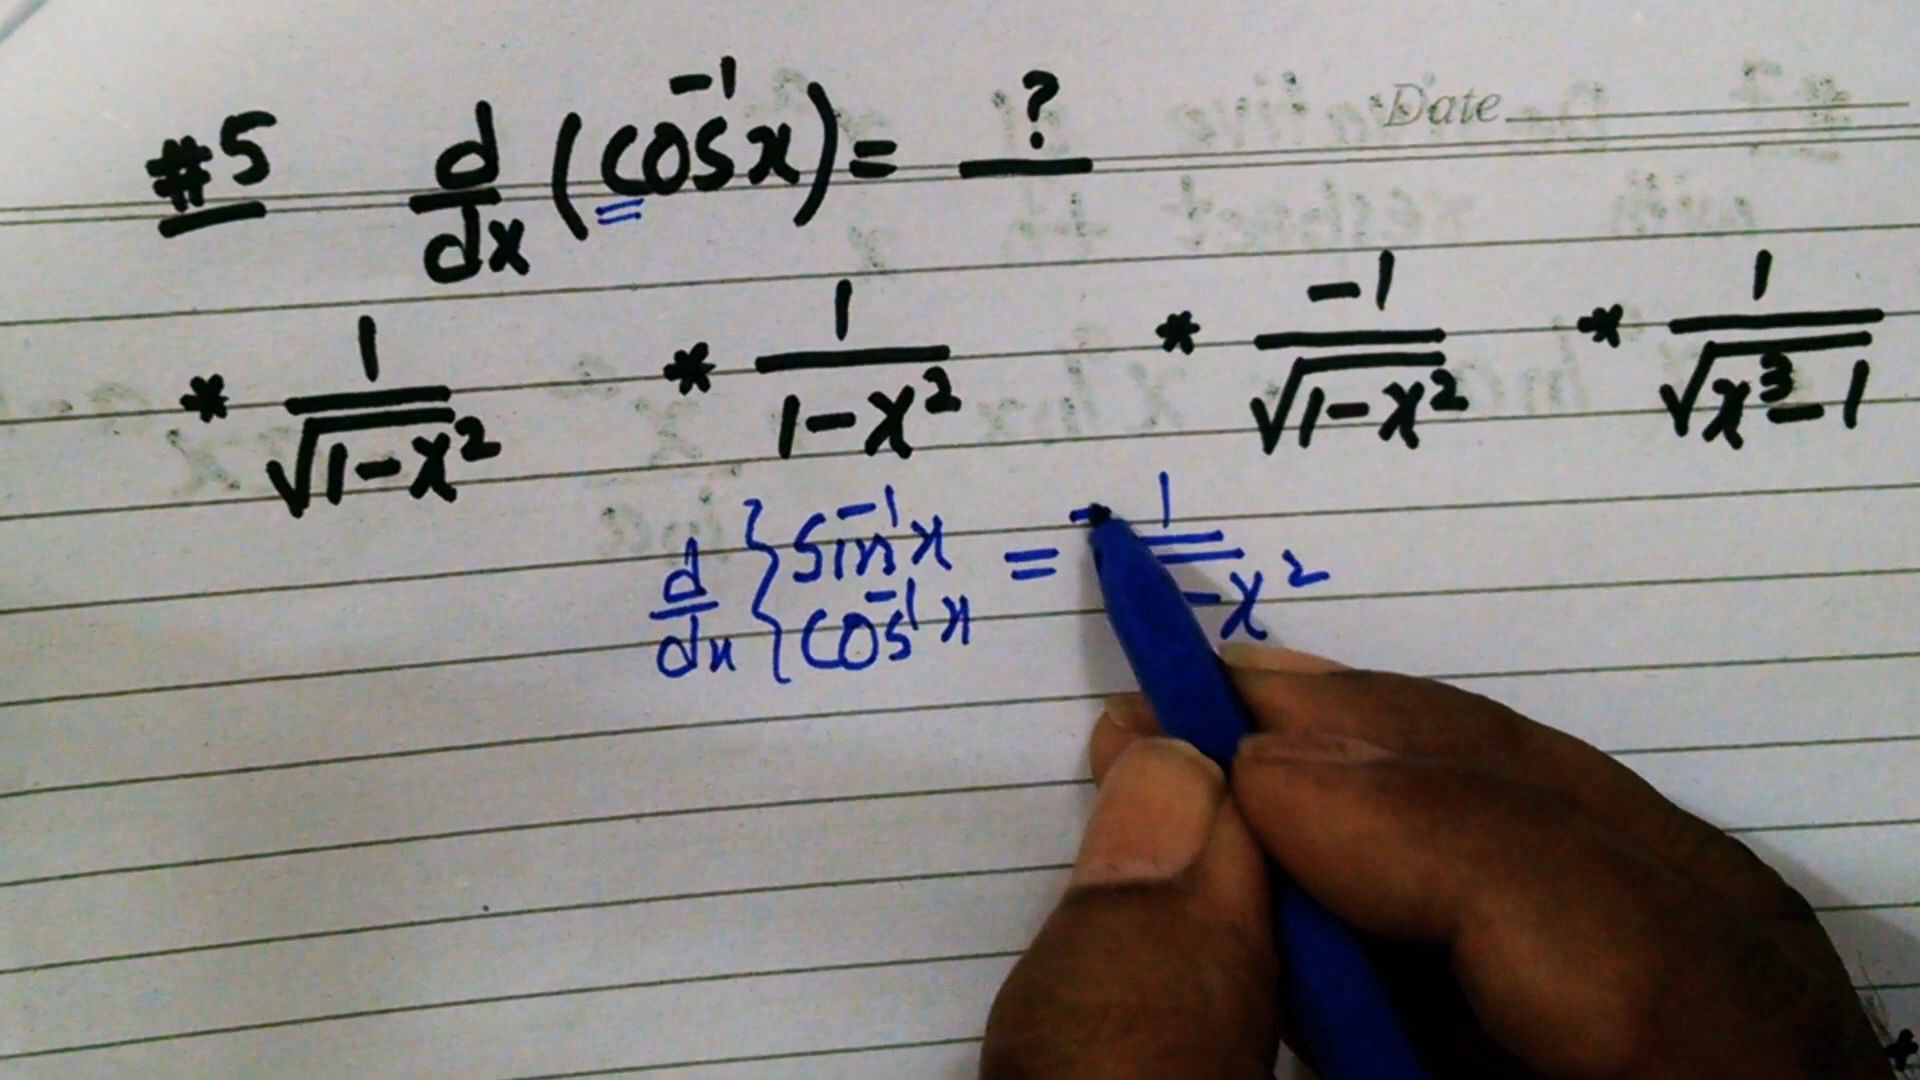 Date
#5 d/dx (cos⁻¹x) = ?
* 1/√(1-x²) * 1/(1-x²) * -1/√(1-x²) * 1/√(x³-1)
d/dx { sin⁻¹x = - 1
cos⁻¹x -x²